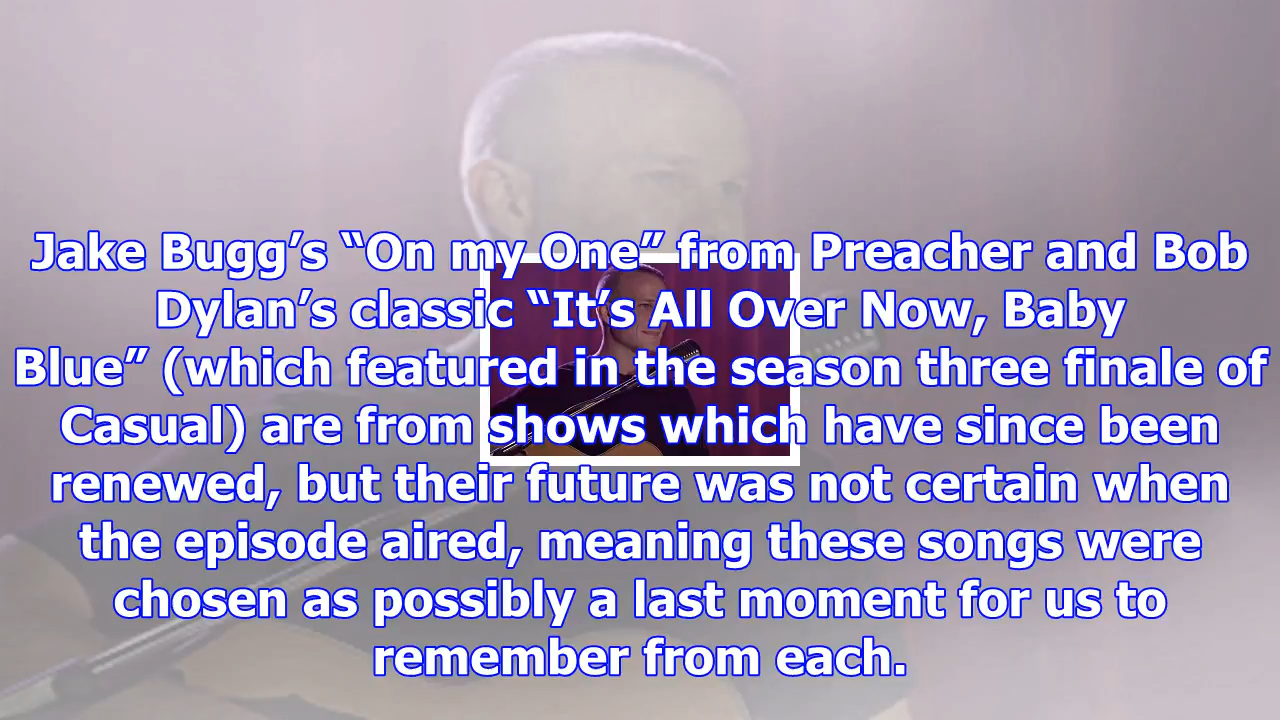 Jake Bugg’s “On my One” from Preacher and Bob
Dylan’s classic “It’s All Over Now, Baby
Blue” (which featured in the season three finale of
Casual) are from shows which have since been
renewed, but their future was not certain when
the episode aired, meaning these songs were
chosen as possibly a last moment for us to
remember from each.